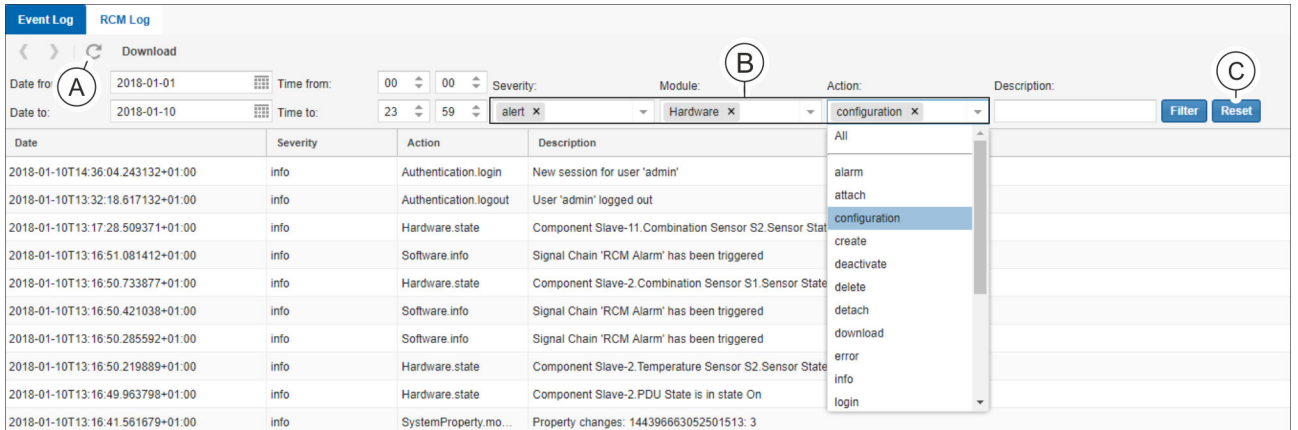 Event Log RCM Log
Download
A B C
Date fro 2018-01-01 Time from: 00 00 Severity: Module: Action: Description:
Date to: 2018-01-10 Time to: 23 59 alert × Hardware × configuration × Filter Reset
Date Severity Action Description
All
2018-01-10T14:36:04.243132+01:00 info Authentication.login New session for user 'admin'
alarm
2018-01-10T13:32:18.617132+01:00 info Authentication.logout User 'admin' logged out
attach
2018-01-10T13:17:28.509371+01:00 info Hardware.state Component Slave-11.Combination Sensor S2.Sensor Stat
configuration
2018-01-10T13:16:51.081412+01:00 info Software.info Signal Chain 'RCM Alarm' has been triggered
create
2018-01-10T13:16:50.733877+01:00 info Hardware.state Component Slave-2.Combination Sensor S1.Sensor State
deactivate
delete
2018-01-10T13:16:50.421038+01:00 info Software.info Signal Chain 'RCM Alarm' has been triggered
detach
2018-01-10T13:16:50.285592+01:00 info Software.info Signal Chain 'RCM Alarm' has been triggered
download
2018-01-10T13:16:50.219889+01:00 info Hardware.state Component Slave-2.Temperature Sensor S2.Sensor State
error
info
2018-01-10T13:16:49.963798+01:00 info Hardware.state Component Slave-2.PDU State is in state On
login
2018-01-10T13:16:41.561679+01:00 info SystemProperty.mo... Property changes: 144396663052501513: 3